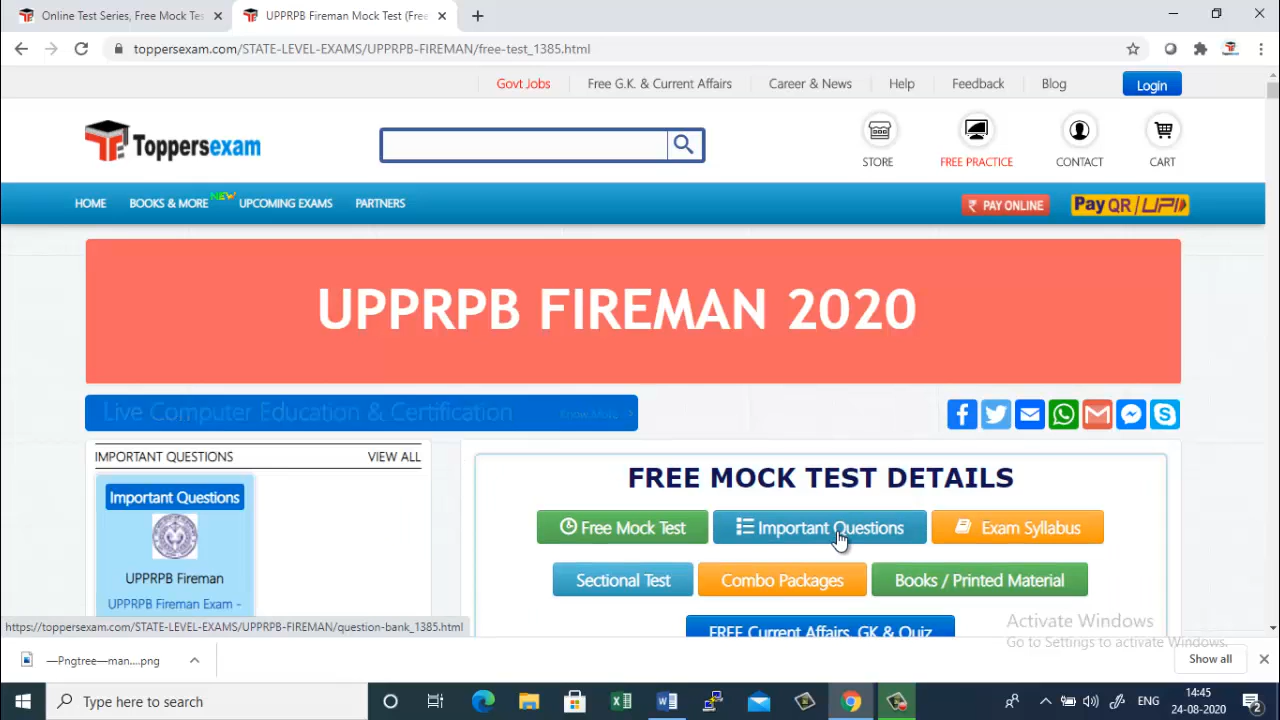 Online Test Series, Free Mock Tes
UPPRPB Fireman Mock Test (Free
toppersexam.com/STATE-LEVEL-EXAMS/UPPRPB-FIREMAN/free-test_1385.html
Govt Jobs
Free G.K. & Current Affairs
Career & News
Help
Feedback
Blog
Login
Toppersexam
STORE
FREE PRACTICE
CONTACT
CART
HOME
BOOKS & MORE
NEW
UPCOMING EXAMS
PARTNERS
₹ PAY ONLINE
Pay QR/UPI
UPPRPB FIREMAN 2020
Live Computer Education & Certification
Know More
IMPORTANT QUESTIONS
VIEW ALL
Important Questions
UPPRPB Fireman
UPPRPB Fireman Exam -
FREE MOCK TEST DETAILS
Free Mock Test
Important Questions
Exam Syllabus
Sectional Test
Combo Packages
Books / Printed Material
FREE Current Affairs, GK & Quiz
https://toppersexam.com/STATE-LEVEL-EXAMS/UPPRPB-FIREMAN/question-bank_1385.html
Activate Windows
Go to Settings to activate Windows.
—Pngtree—man....png
Show all
Type here to search
ENG
14:45
24-08-2020
2